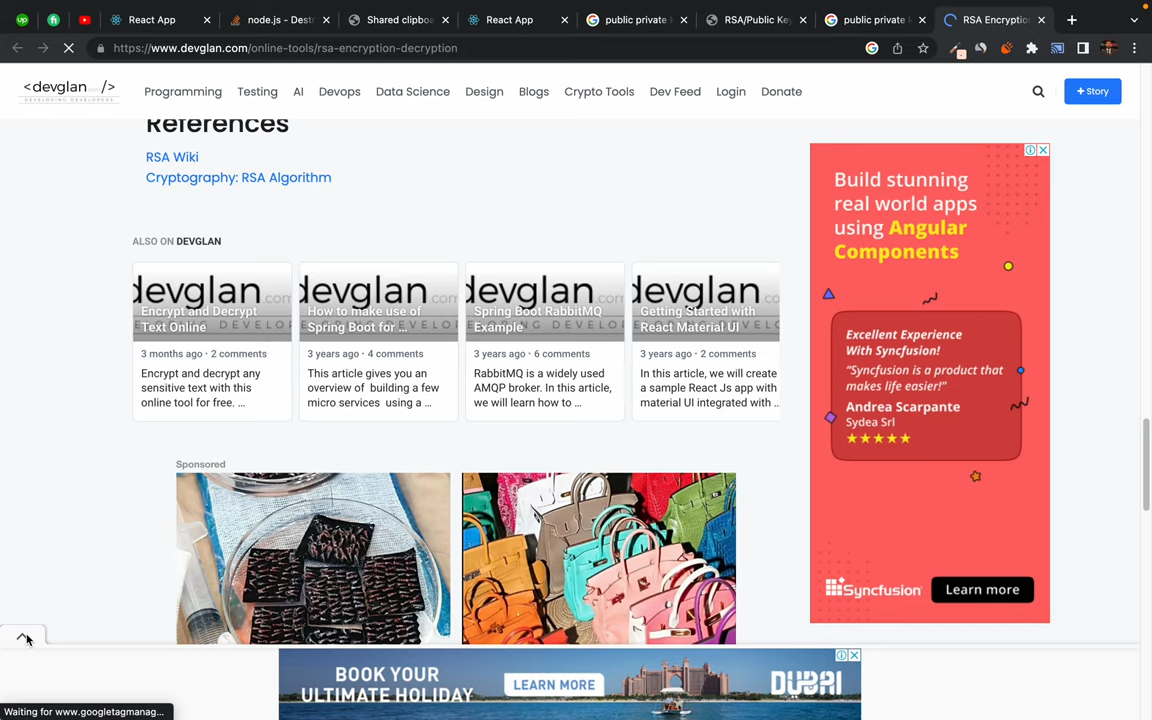 up
React App
node.js - Destr
Shared clipboa
React App
public private k
RSA/Public Key
public private k
RSA Encryption
https://www.devglan.com/online-tools/rsa-encryption-decryption
<devglan />
DEVELOPING DEVELOPERS
Programming
Testing
AI
Devops
Data Science
Design
Blogs
Crypto Tools
Dev Feed
Login
Donate
+ Story
References
RSA Wiki
Cryptography: RSA Algorithm
ALSO ON DEVGLAN
Encrypt and Decrypt
Text Online
3 months ago · 2 comments
Encrypt and decrypt any
sensitive text with this
online tool for free. ...
How to make use of
Spring Boot for ...
3 years ago · 4 comments
This article gives you an
overview of building a few
micro services using a ...
Spring Boot RabbitMQ
Example
3 years ago · 6 comments
RabbitMQ is a widely used
AMQP broker. In this article,
we will learn how to ...
Getting Started with
React Material UI
3 years ago · 2 comments
In this article, we will create
a sample React Js app with
material UI integrated with ...
Sponsored
Build stunning
real world apps
using Angular
Components
Excellent Experience
With Syncfusion!
"Syncfusion is a product that
makes life easier!"
Andrea Scarpante
Sydea Srl
Syncfusion
Learn more
BOOK YOUR
ULTIMATE HOLIDAY
LEARN MORE
DUBAI
Waiting for www.googletagmanag...